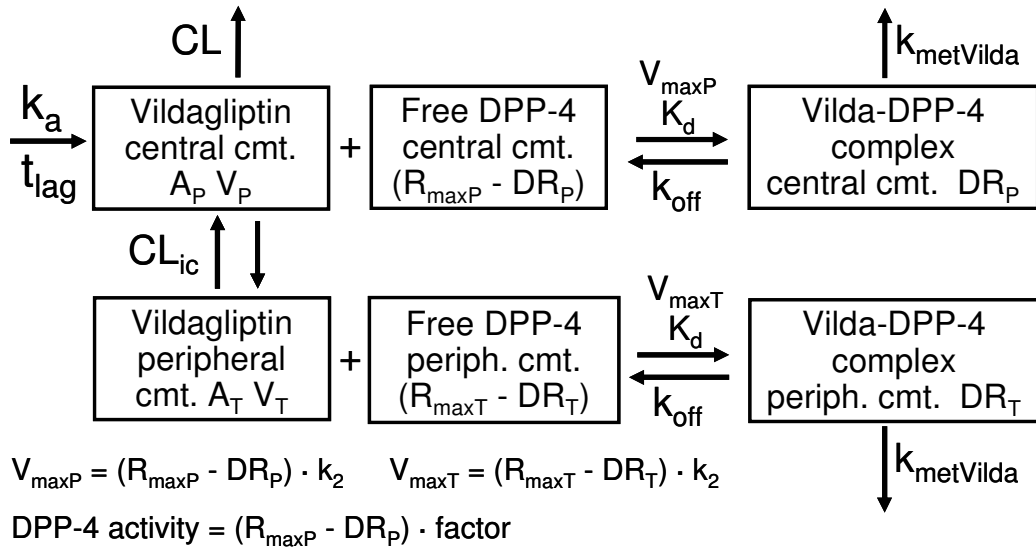 CL
k_metVilda
k_a
t_lag
Vildagliptin
central cmt.
A_P V_P
+
Free DPP-4
central cmt.
(R_maxP - DR_P)
V_maxP
K_d
k_off
Vilda-DPP-4
complex
central cmt. DR_P
CL_ic
Vildagliptin
peripheral
cmt. A_T V_T
+
Free DPP-4
periph. cmt.
(R_maxT - DR_T)
V_maxT
K_d
k_off
Vilda-DPP-4
complex
periph. cmt. DR_T
k_metVilda
V_maxP = (R_maxP - DR_P) · k_2
V_maxT = (R_maxT - DR_T) · k_2
DPP-4 activity = (R_maxP - DR_P) · factor